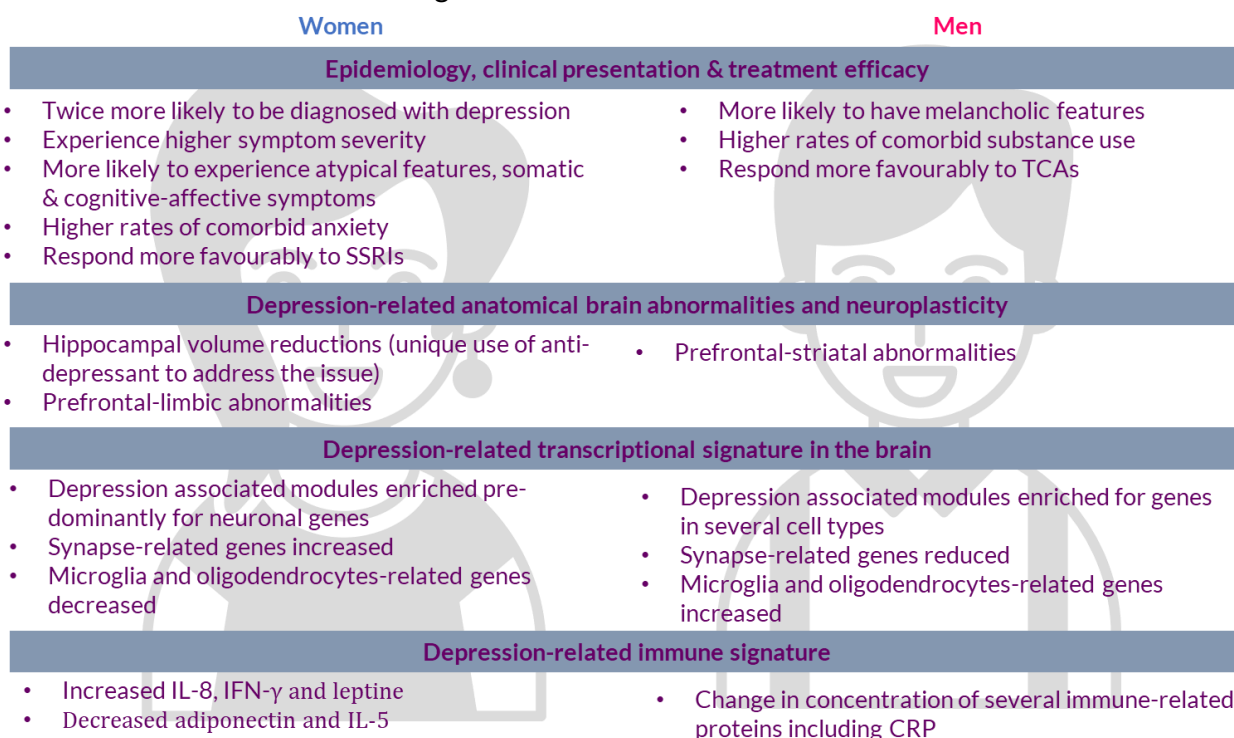 Women
Men
Epidemiology, clinical presentation & treatment efficacy
• Twice more likely to be diagnosed with depression
• Experience higher symptom severity
• More likely to experience atypical features, somatic
& cognitive-affective symptoms
• Higher rates of comorbid anxiety
• Respond more favourably to SSRIs
• More likely to have melancholic features
• Higher rates of comorbid substance use
• Respond more favourably to TCAs
Depression-related anatomical brain abnormalities and neuroplasticity
• Hippocampal volume reductions (unique use of anti-
depressant to address the issue)
• Prefrontal-limbic abnormalities
• Prefrontal-striatal abnormalities
Depression-related transcriptional signature in the brain
• Depression associated modules enriched pre-
dominantly for neuronal genes
• Synapse-related genes increased
• Microglia and oligodendrocytes-related genes
decreased
• Depression associated modules enriched for genes
in several cell types
• Synapse-related genes reduced
• Microglia and oligodendrocytes-related genes
increased
Depression-related immune signature
• Increased IL-8, IFN-γ and leptine
• Decreased adiponectin and IL-5
• Change in concentration of several immune-related
proteins including CRP